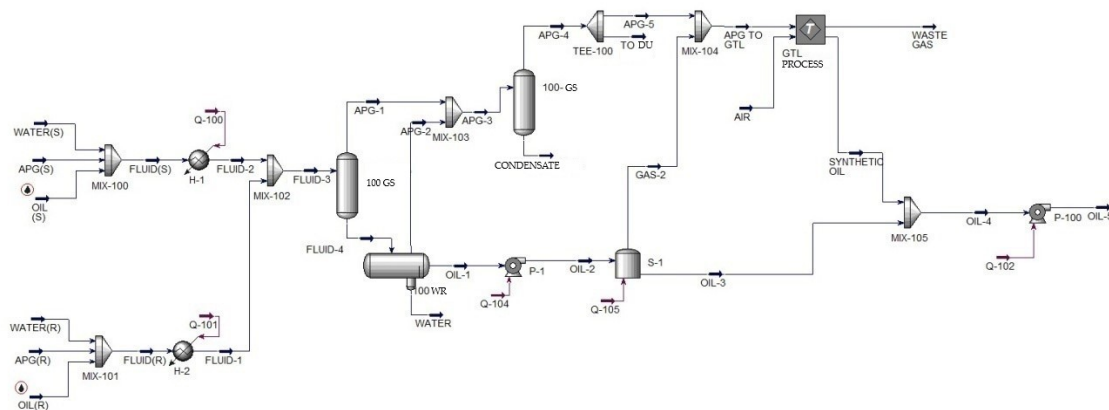 APG-4
APG-5
TEE-100
TO DU
MIX-104
APG TO
GTL
GTL
PROCESS
WASTE
GAS
AIR
100- GS
CONDENSATE
APG-1
APG-2
MIX-103
APG-3
Q-100
WATER(S)
APG(S)
OIL
(S)
MIX-100
FLUID(S)
H-1
FLUID-2
MIX-102
FLUID-3
100 GS
FLUID-4
100 WR
WATER
OIL-1
P-1
Q-104
OIL-2
S-1
Q-105
GAS-2
OIL-3
SYNTHETIC
OIL
MIX-105
OIL-4
P-100
Q-102
OIL-5
Q-101
WATER(R)
APG(R)
OIL(R)
MIX-101
FLUID(R)
H-2
FLUID-1